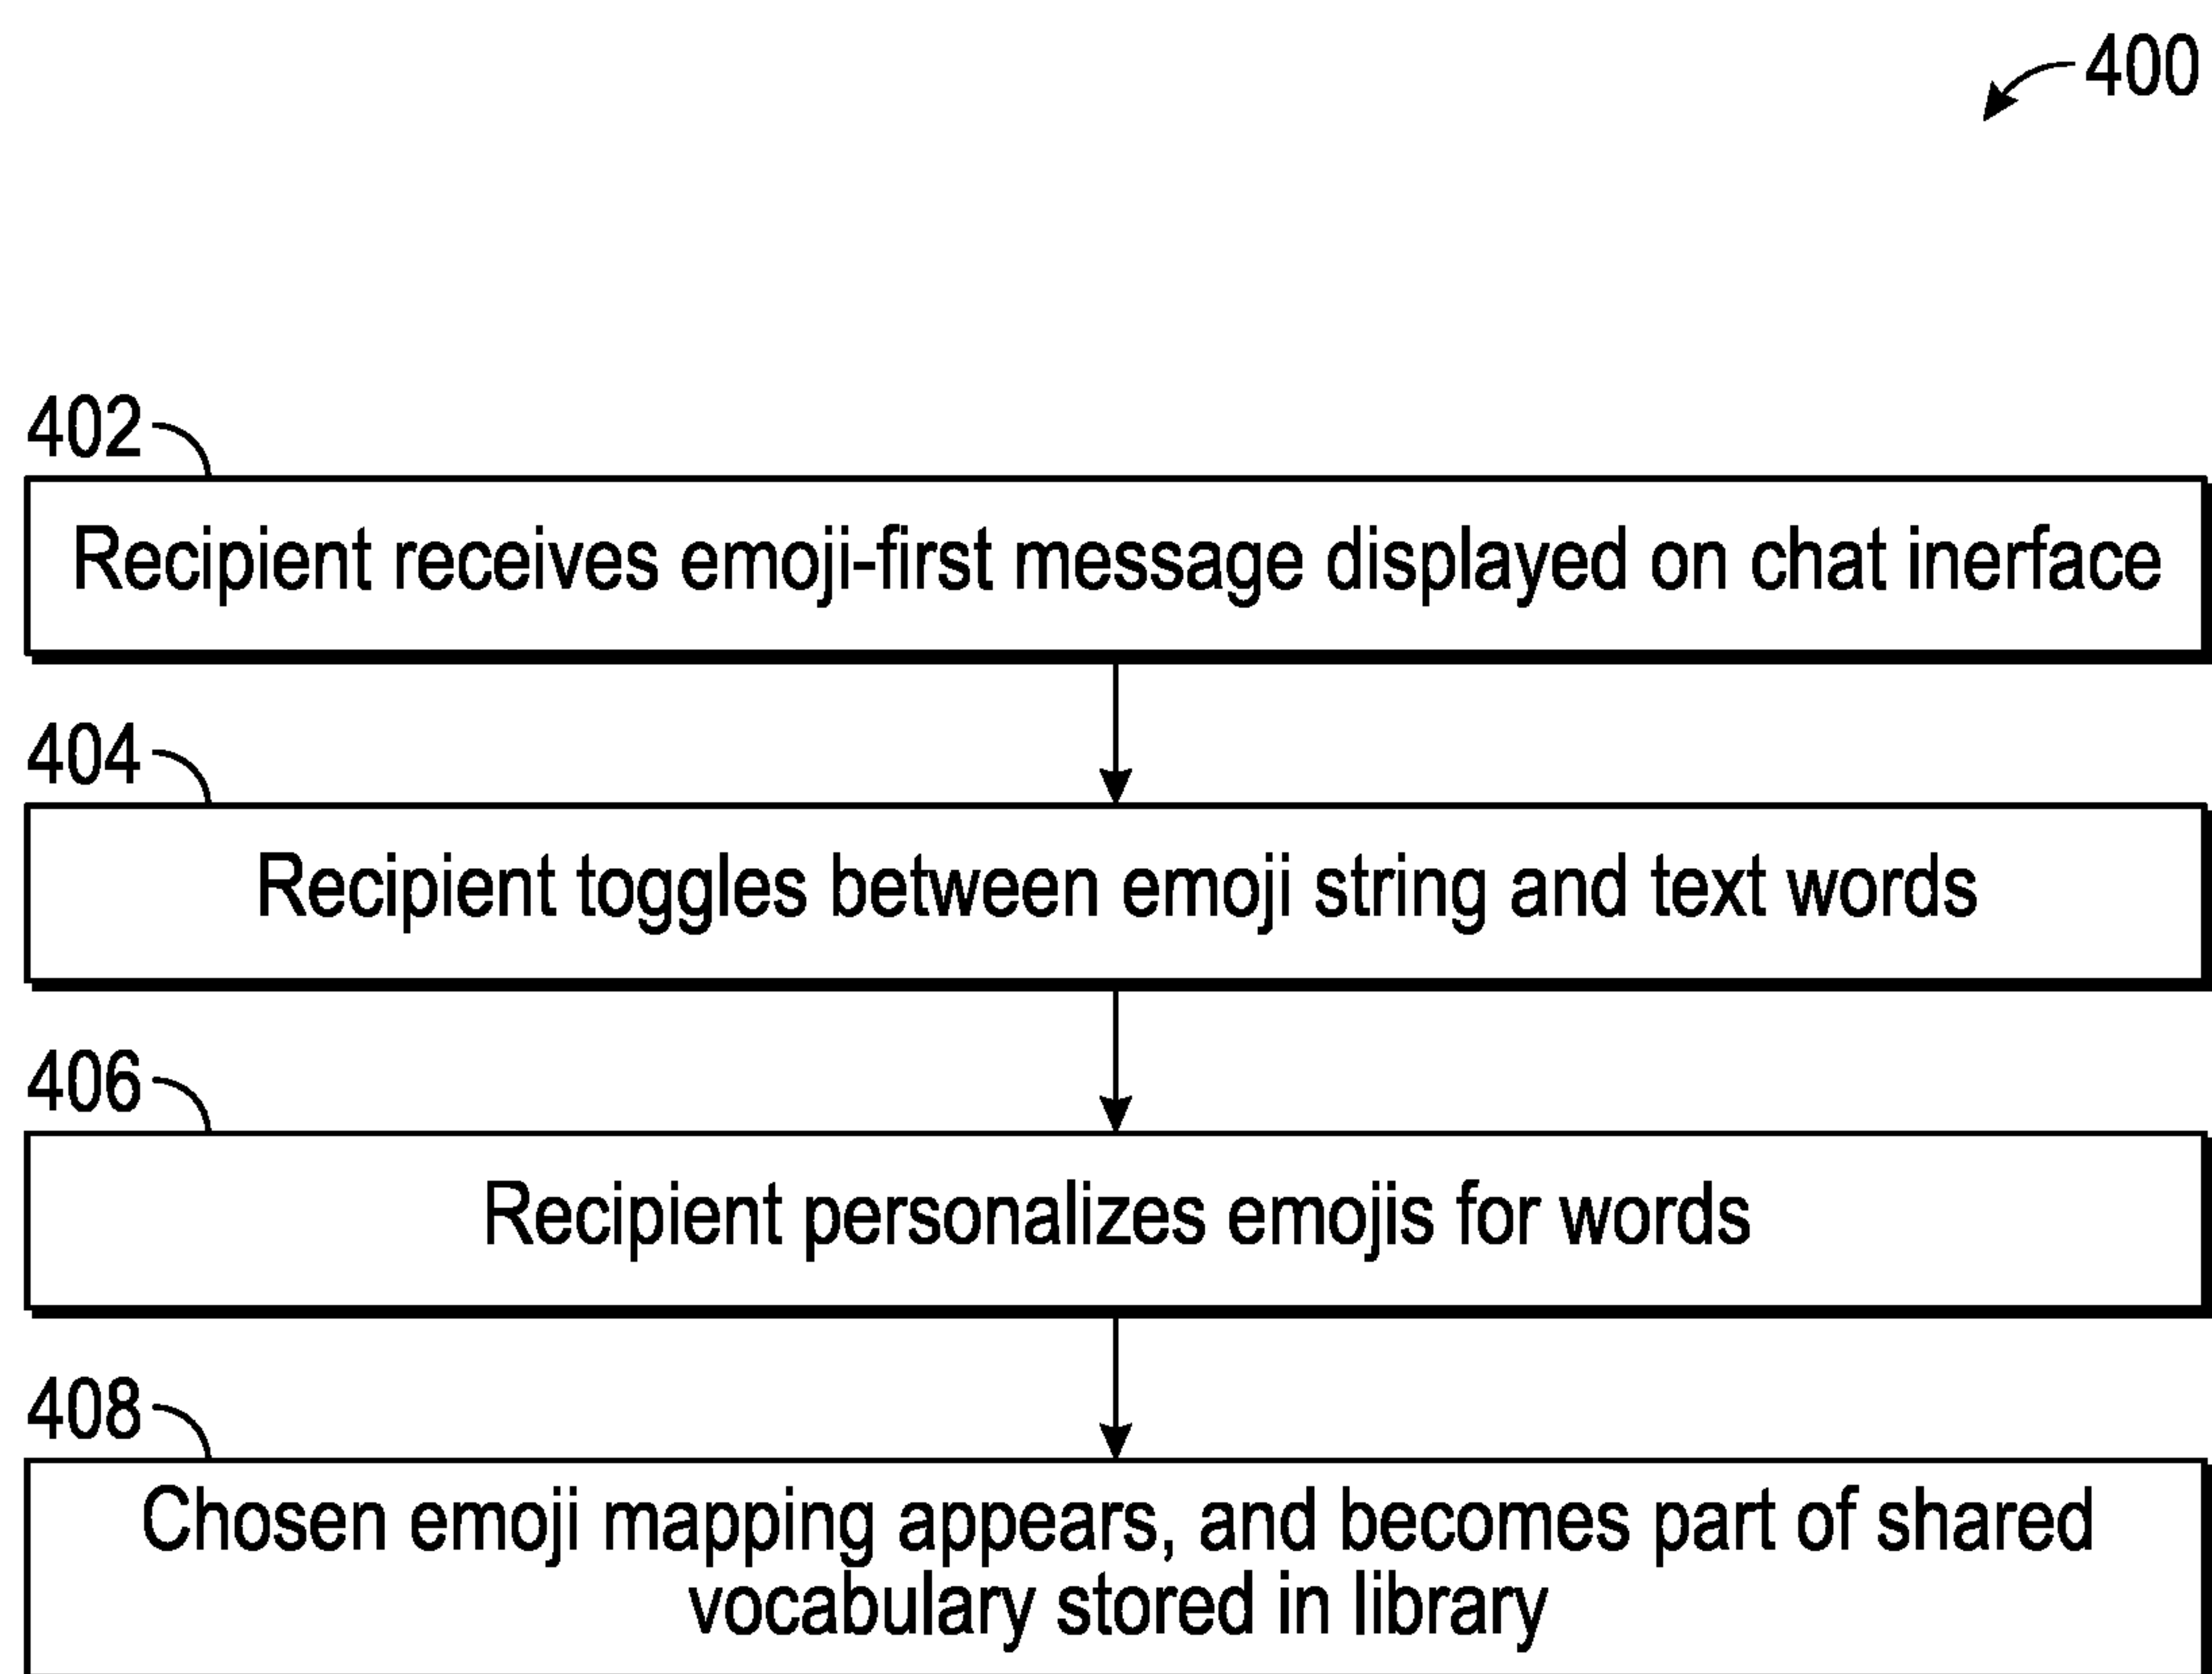 400
402
Recipient receives emoji-first message displayed on chat inerface
404
Recipient toggles between emoji string and text words
406
Recipient personalizes emojis for words
408
Chosen emoji mapping appears, and becomes part of shared
vocabulary stored in library